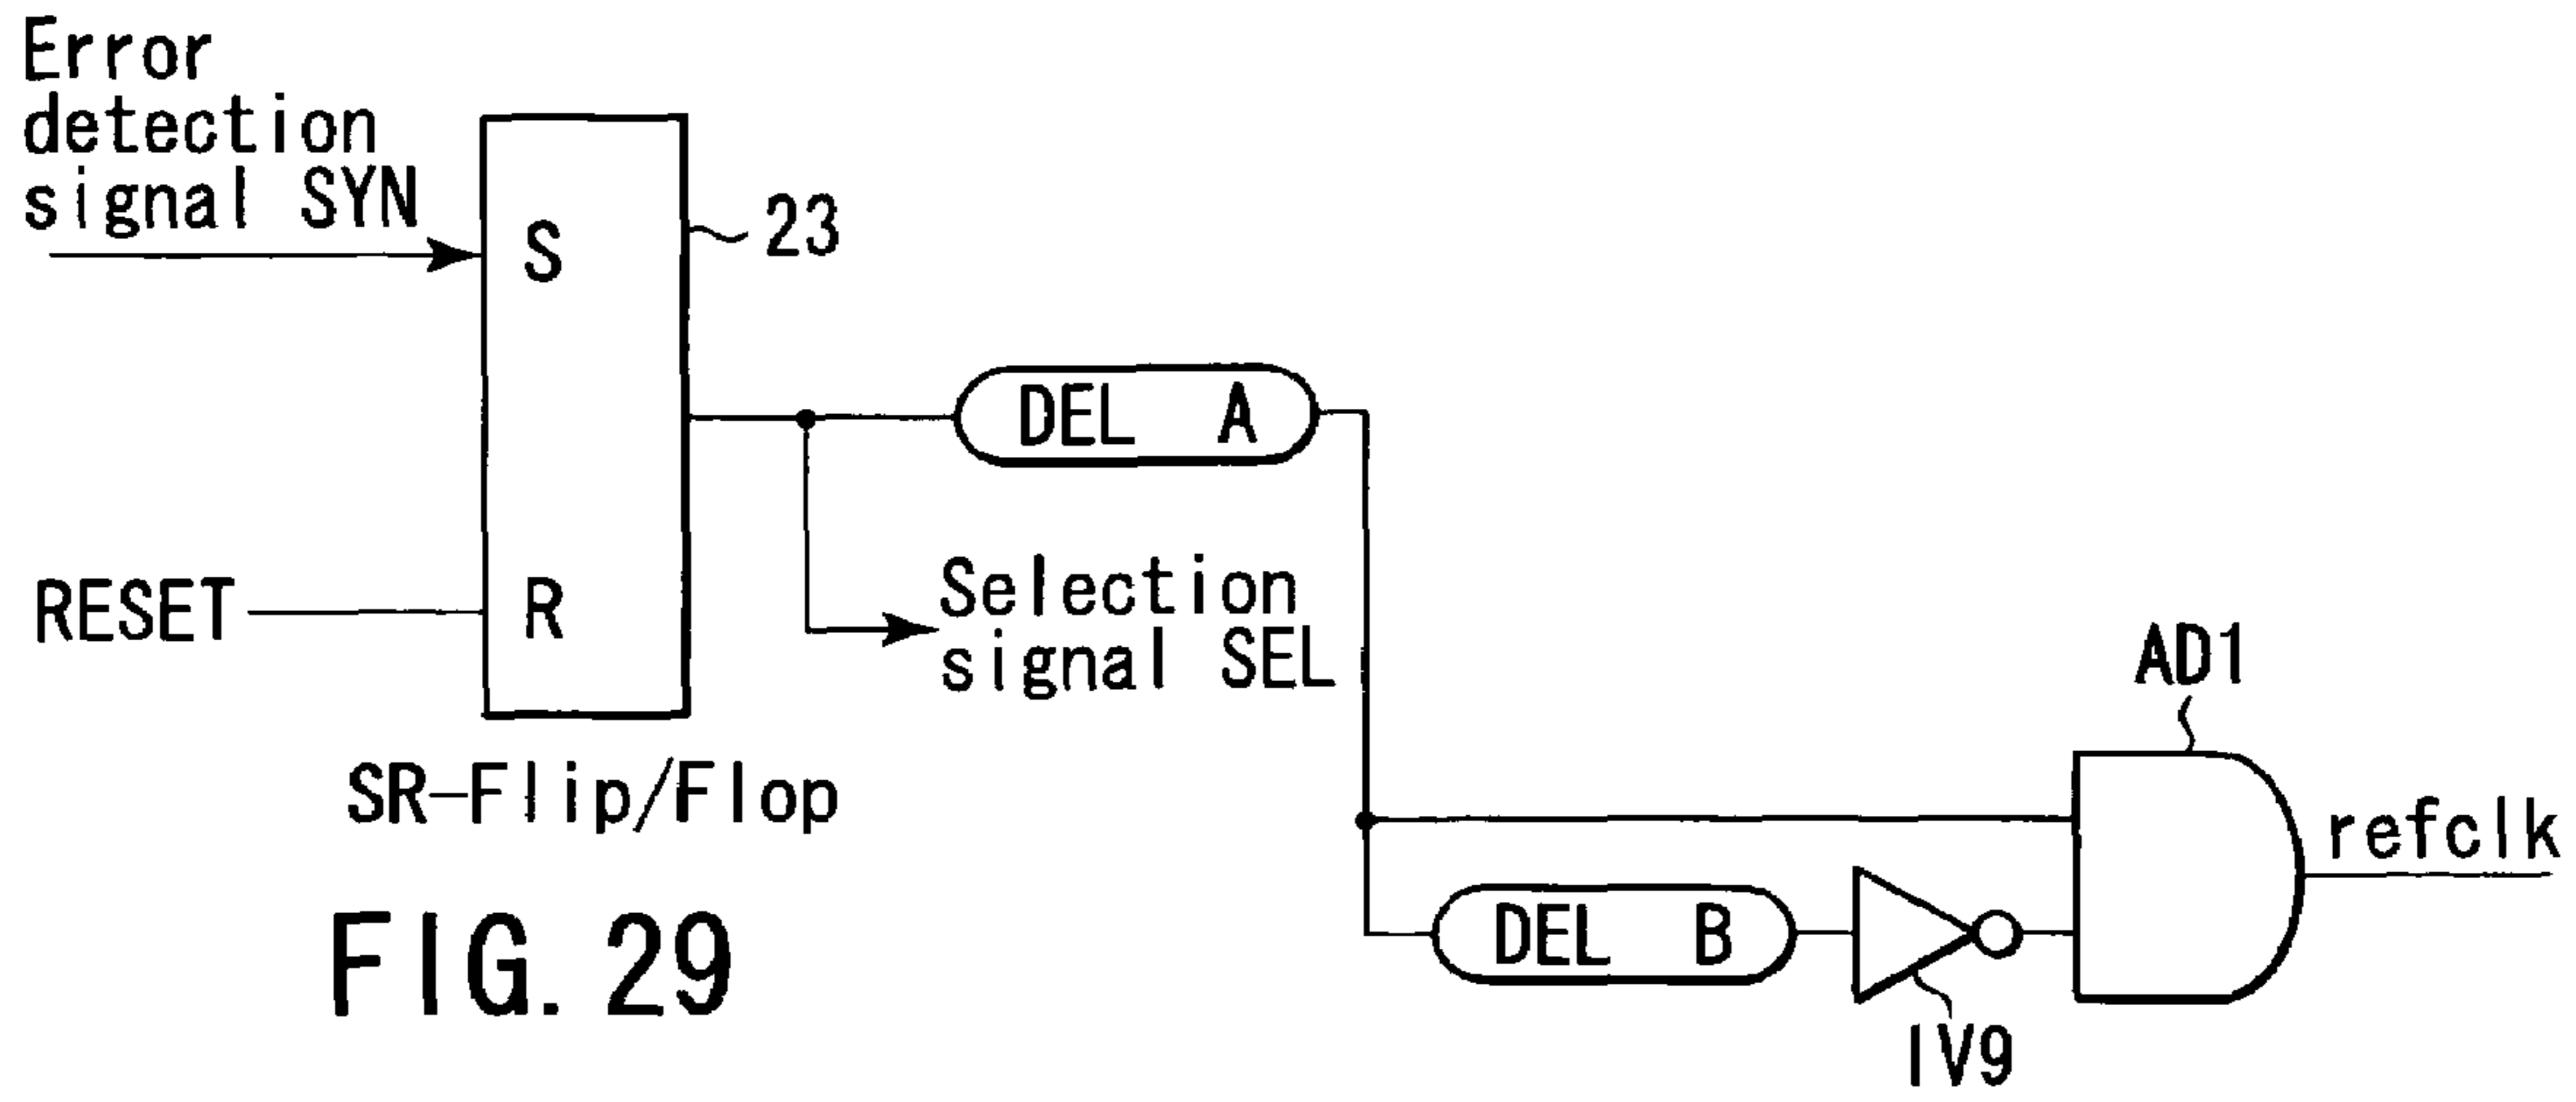 Error
detection
signal SYN
S
23
DEL A
RESET
R
Selection
signal SEL
AD1
SR-Flip/Flop
refclk
DEL B
IV9
FIG. 29